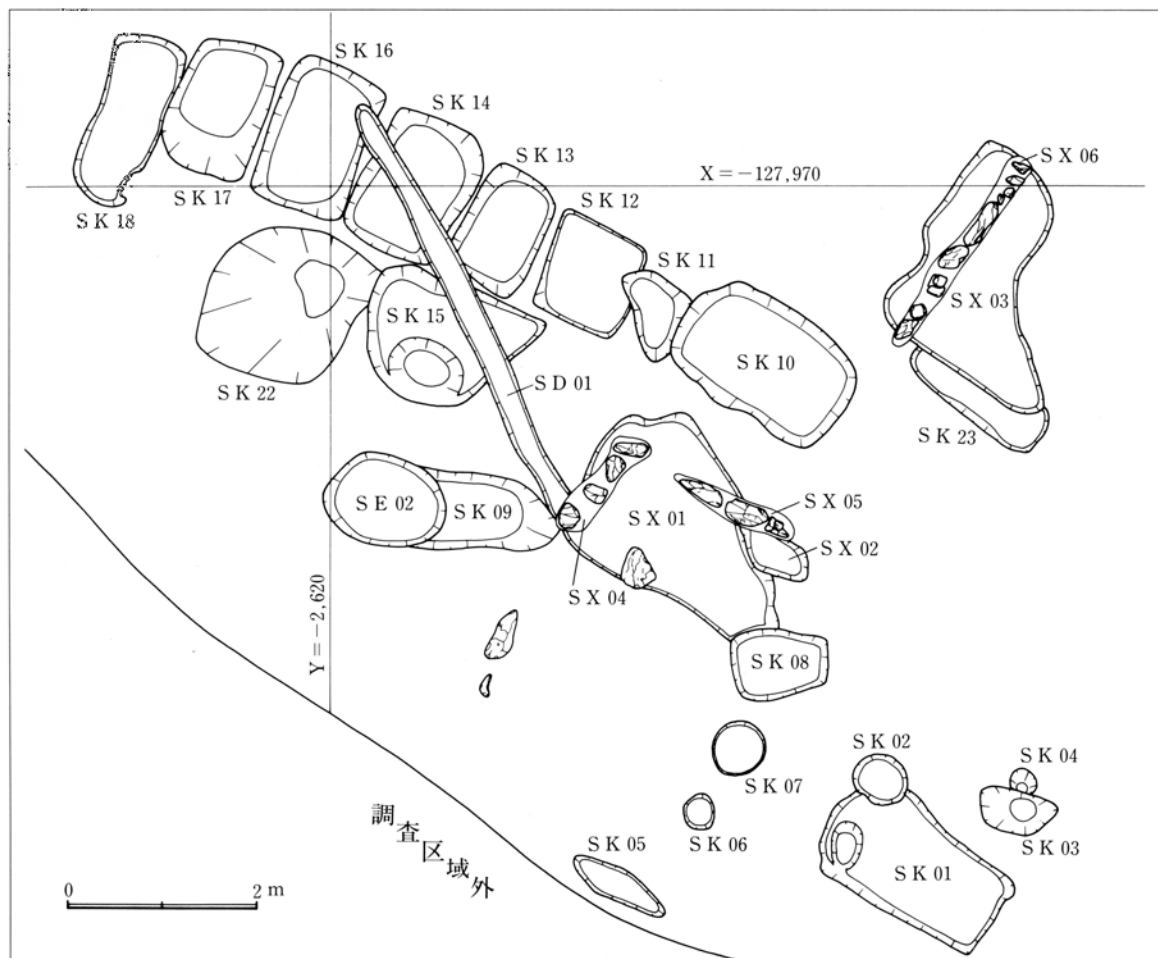 SK 16
SK 14
SK 13
SX 06
X=−127,970
SK 12
SK 17
SK 18
SK 11
SX 03
SK 15
SK 10
SD 01
SK 22
SK 23
SE 02
SK 09
SX 05
SX 01
SX 02
SX 04
Y=−2,620
SK 08
SK 02
SK 04
SK 07
調査区域外
SK 05
SK 06
SK 03
SK 01
0 2 m